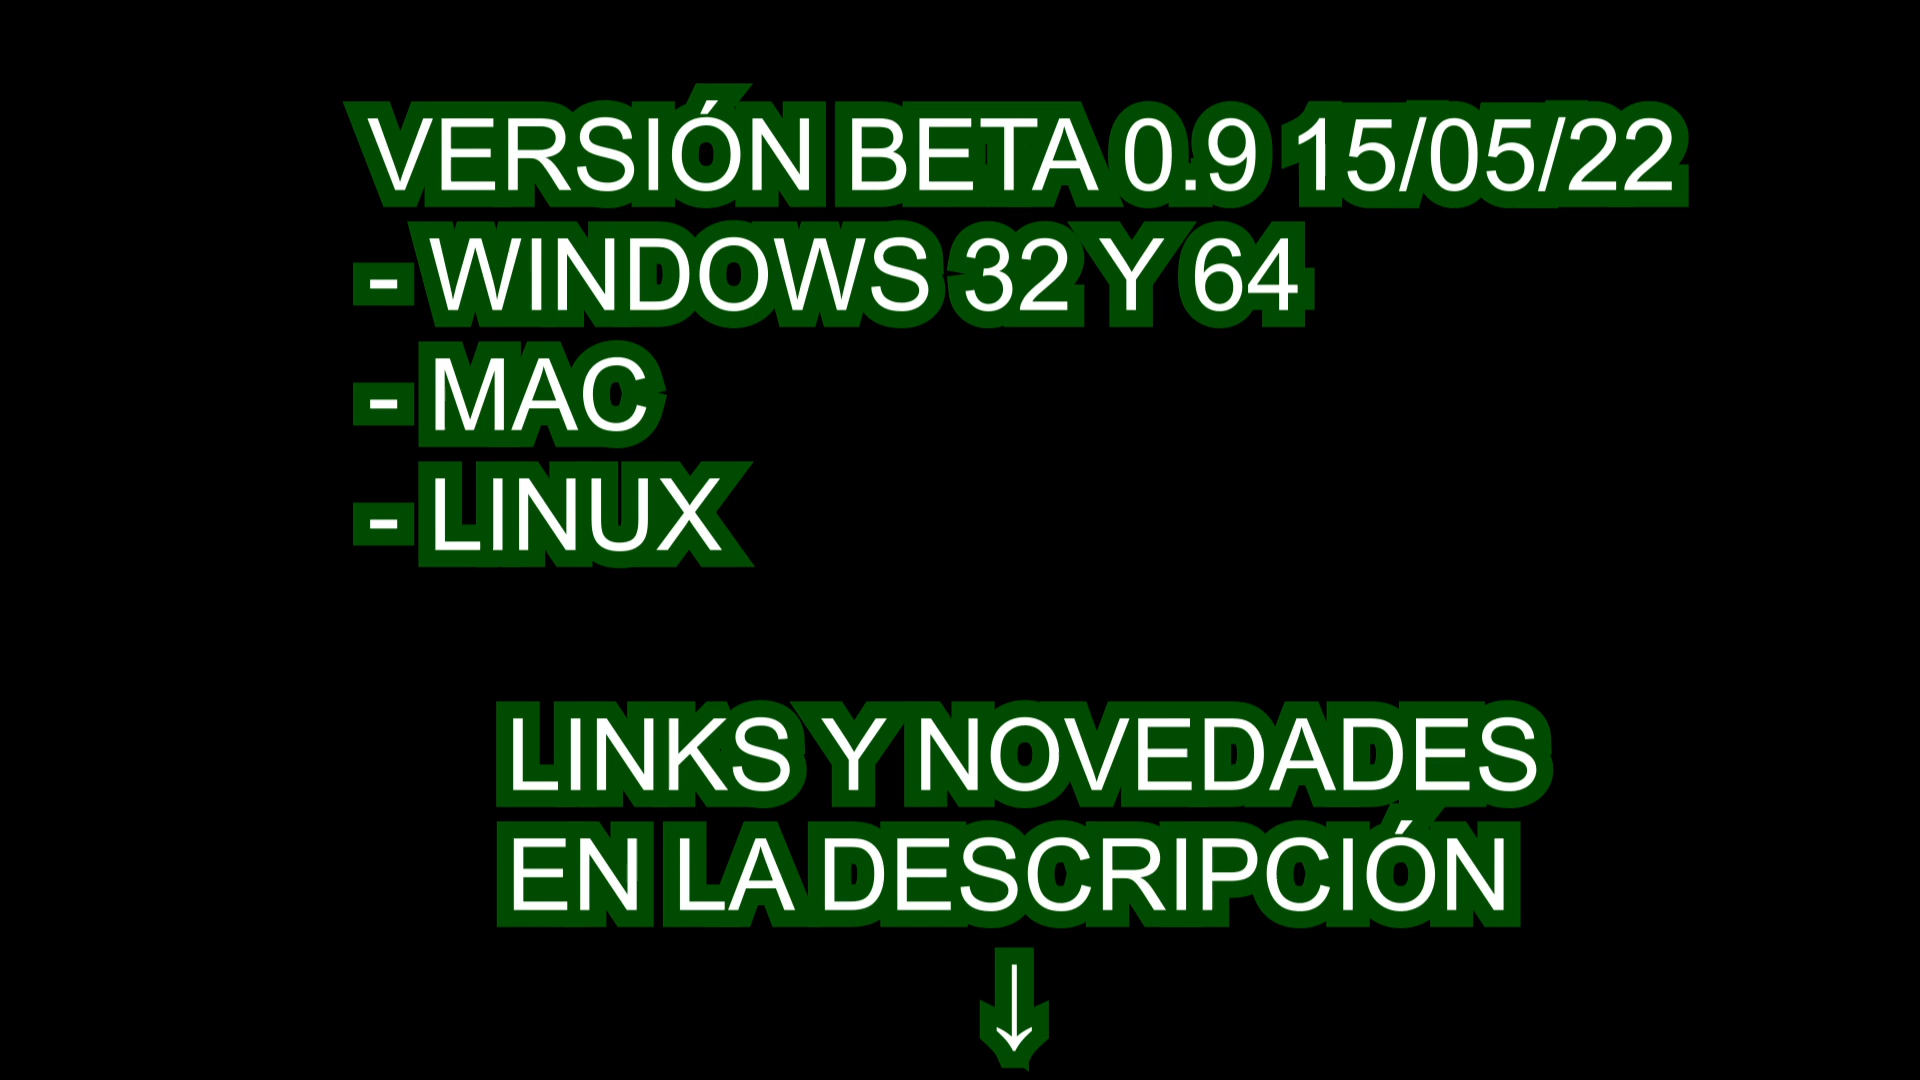 VERSIÓN BETA 0.9 15/05/22
- WINDOWS 32 Y 64
- MAC
- LINUX
LINKS Y NOVEDADES
EN LA DESCRIPCIÓN
↓